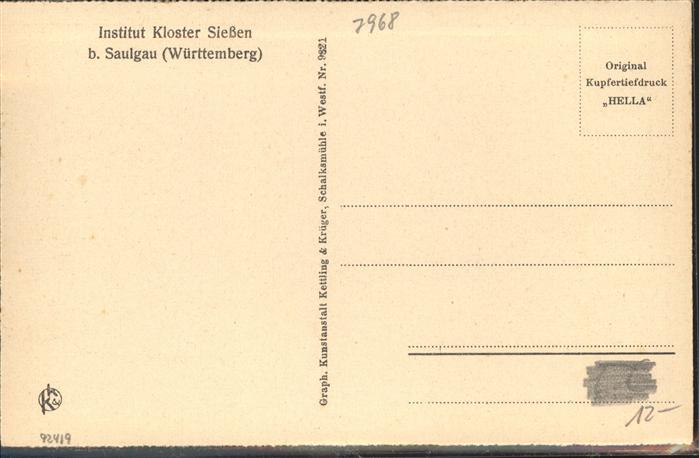 Institut Kloster Sießen
b. Saulgau (Württemberg)
7968
Graph. Kunstanstalt Kettling & Krüger, Schalksmühle i. Westf. Nr. 9821
Original
Kupfertiefdruck
„HELLA“
12–
92419